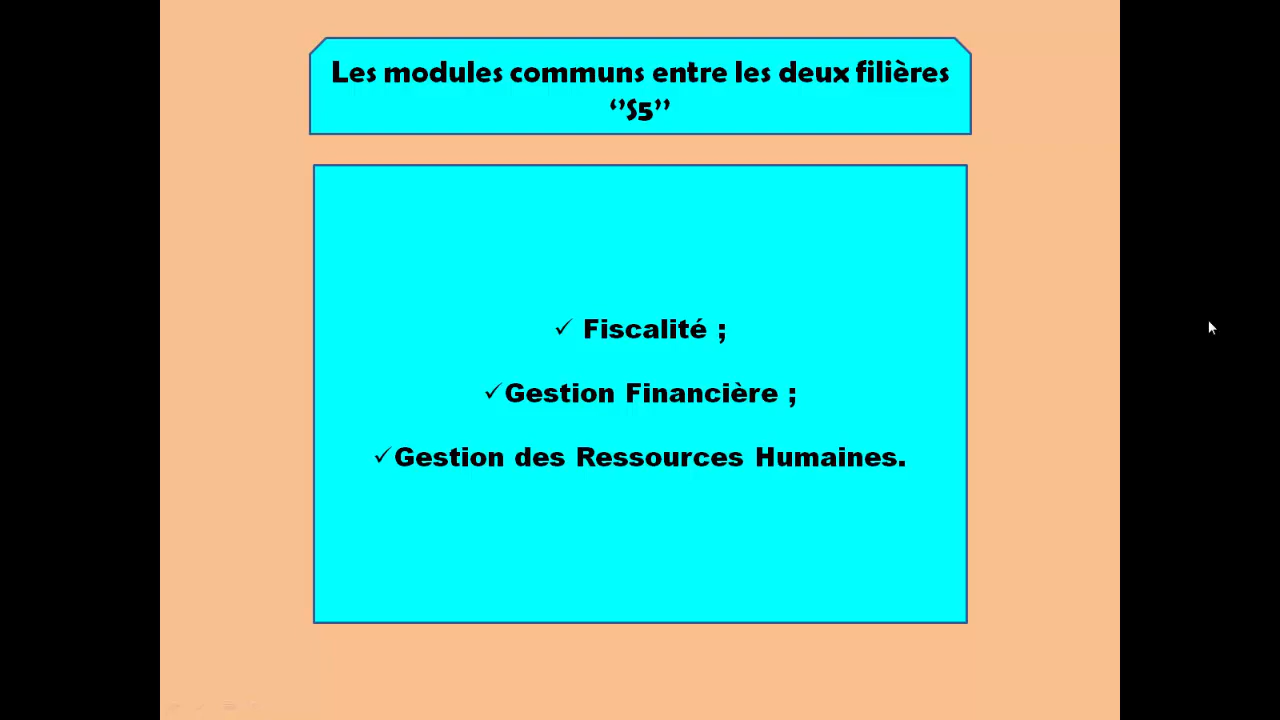 Les modules communs entre les deux filières
‘’S5’’
✓ Fiscalité ;
✓Gestion Financière ;
✓Gestion des Ressources Humaines.